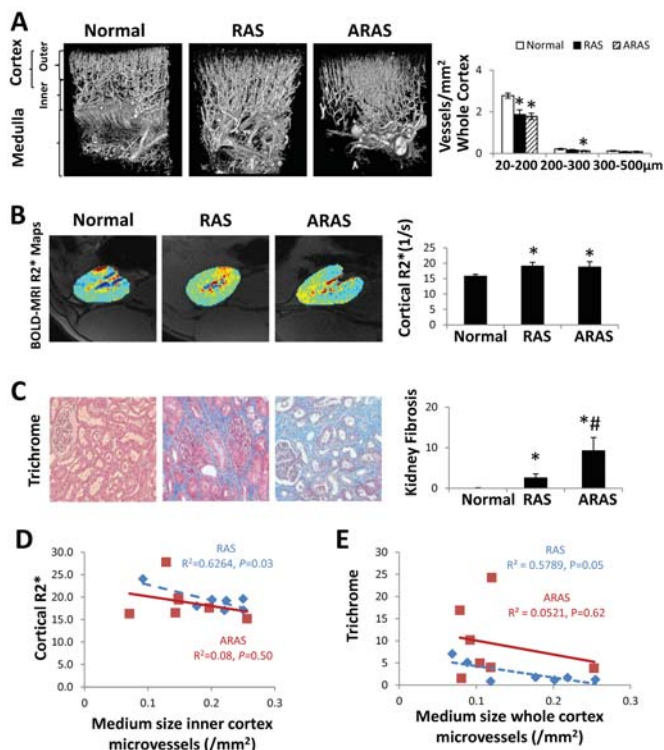 A
Normal RAS ARAS
Cortex
Outer
Inner
Medulla
Vessels/mm²
Whole Cortex
Normal RAS ARAS
4
2
0
* * *
20-200 200-300 300-500μm
B
Normal RAS ARAS
BOLD-MRI R2* Maps
Cortical R2*(1/s)
25
20
15
10
5
0
* *
Normal RAS ARAS
C
Trichrome
Kidney Fibrosis
20
10
0
* *#
Normal RAS ARAS
D
Cortical R2*
30.0
25.0
20.0
15.0
10.0
5.0
0.0
RAS
R²=0.6264, P=0.03
ARAS
R²=0.08, P=0.50
0 0.1 0.2 0.3
Medium size inner cortex
microvessels (/mm²)
E
Trichrome
30
25
20
15
10
5
0
RAS
R² = 0.5789, P=0.05
ARAS
R² = 0.0521, P=0.62
0 0.1 0.2 0.3
Medium size whole cortex
microvessels (/mm²)